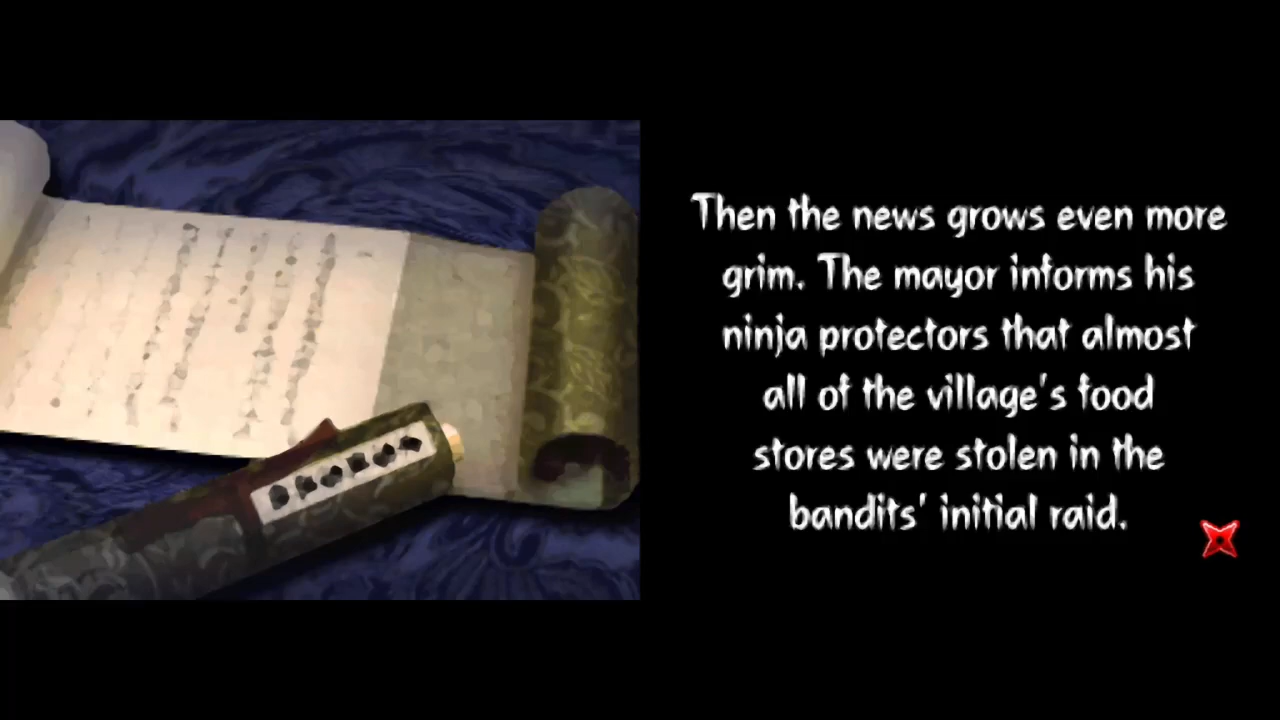 Then the news grows even more
grim. The mayor informs his
ninja protectors that almost
all of the village's food
stores were stolen in the
bandits' initial raid.